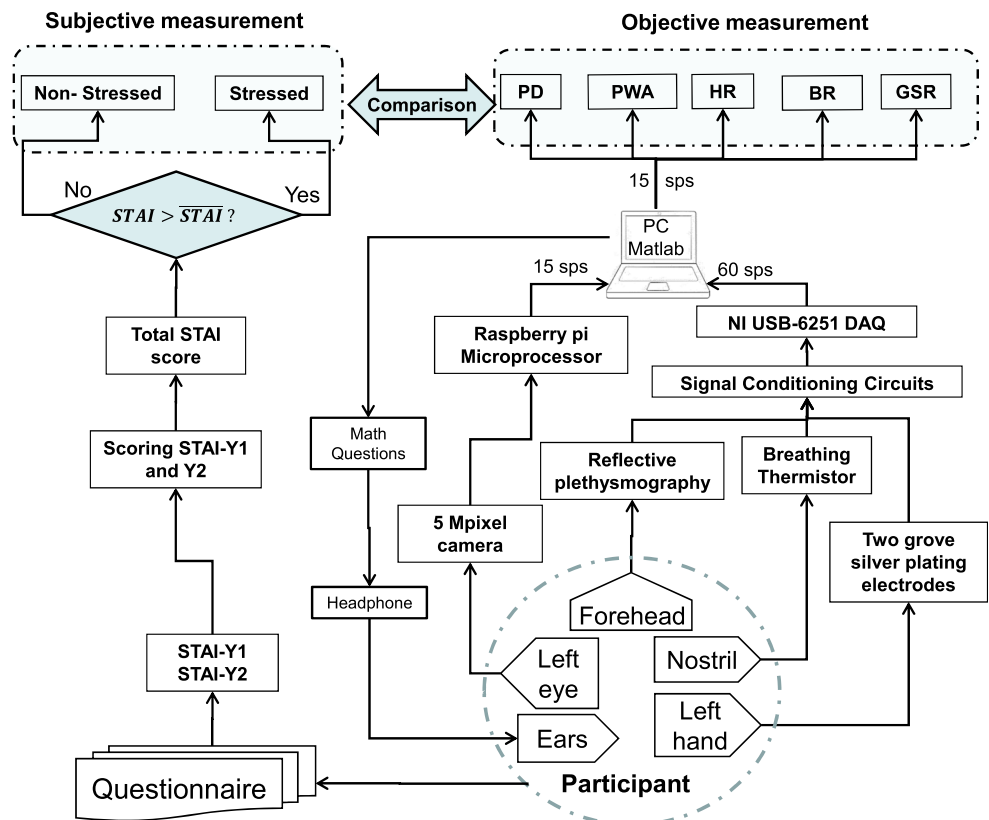 Subjective measurement
Objective measurement
Non- Stressed
Stressed
Comparison
PD
PWA
HR
BR
GSR
No
Yes
STAI > \overline{STAI} ?
15 sps
PC
Matlab
15 sps
60 sps
Total STAI
score
Raspberry pi
Microprocessor
NI USB-6251 DAQ
Signal Conditioning Circuits
Scoring STAI-Y1
and Y2
Math
Questions
Reflective
plethysmography
Breathing
Thermistor
5 Mpixel
camera
Two grove
silver plating
electrodes
Headphone
Forehead
STAI-Y1
STAI-Y2
Left
eye
Nostril
Ears
Left
hand
Participant
Questionnaire